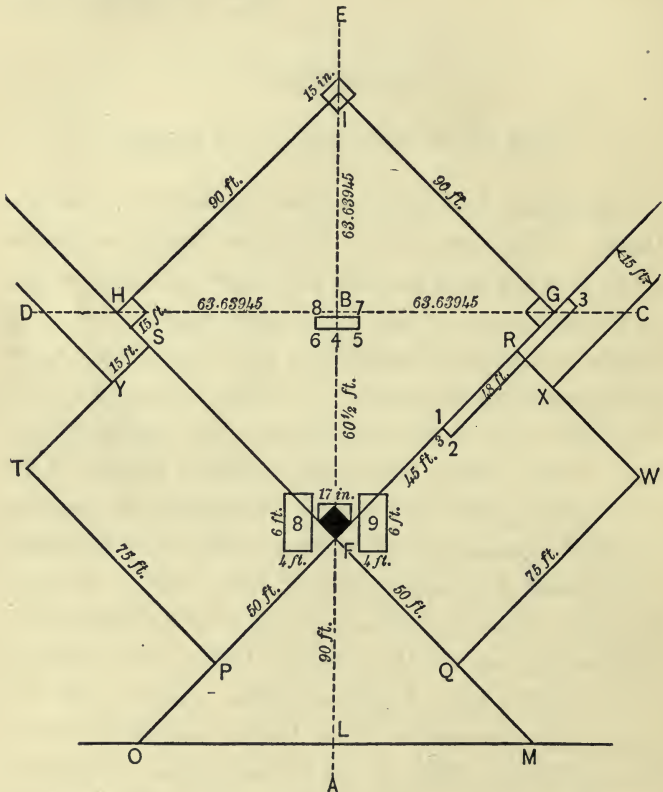 E
15 in.
I
90 ft.
63.63945
90 ft.
<15 ft>
D
H
63.63945
8 B 7
63.63945
G
3
C
15 ft.
S
6 4 5
R
15 ft.
48 ft.
Y
60½ ft.
X
1
3 2
T
45 ft.
W
17 in.
6 ft.
8
9
6 ft.
4 ft.
F
4 ft.
75 ft.
50 ft.
90 ft.
50 ft.
75 ft.
P
Q
O
L
M
A